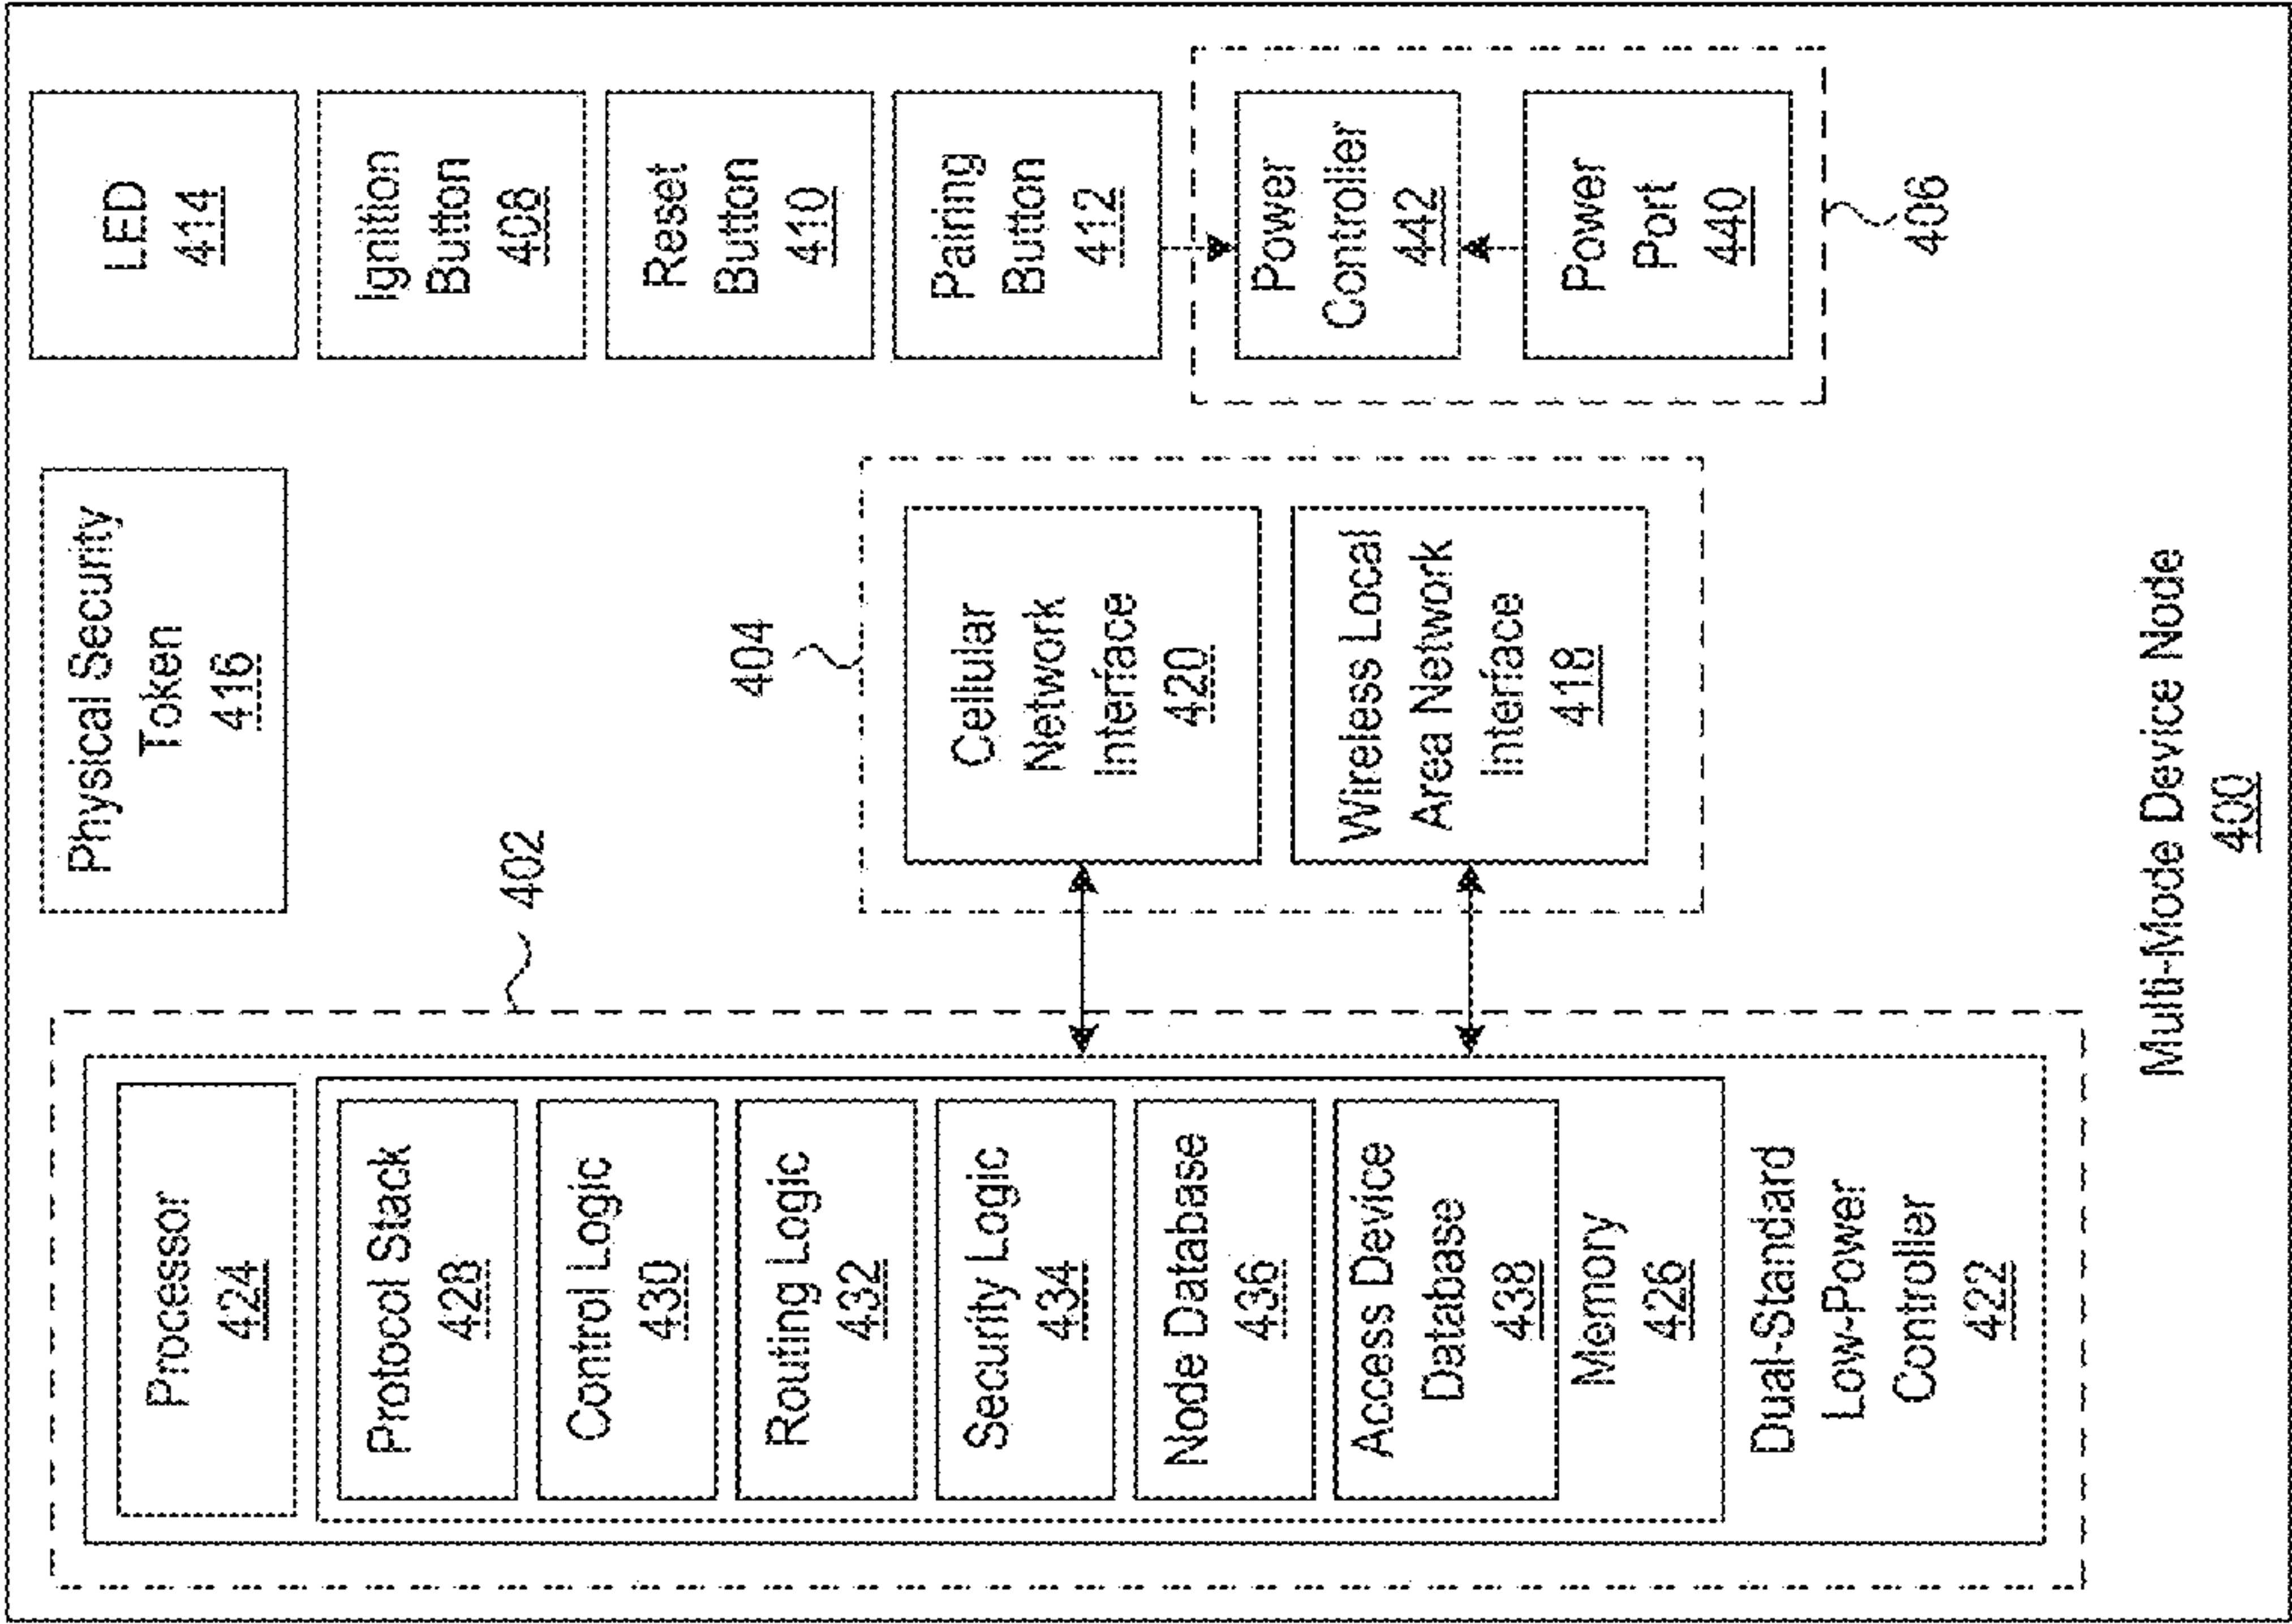 Processor
424
Protocol Stack
428
Control Logic
430
Routing Logic
432
Security Logic
434
Node Database
436
Access Device
Database
438
Memory
426
Dual-Standard
Low-Power
Controller
422
402
Physical Security
Token
416
404
Cellular
Network
Interface
420
Wireless Local
Area Network
Interface
418
LED
414
Ignition
Button
408
Reset
Button
410
Pairing
Button
412
Power
Controller
442
Power
Port
440
406
Multi-Mode Device Node
400